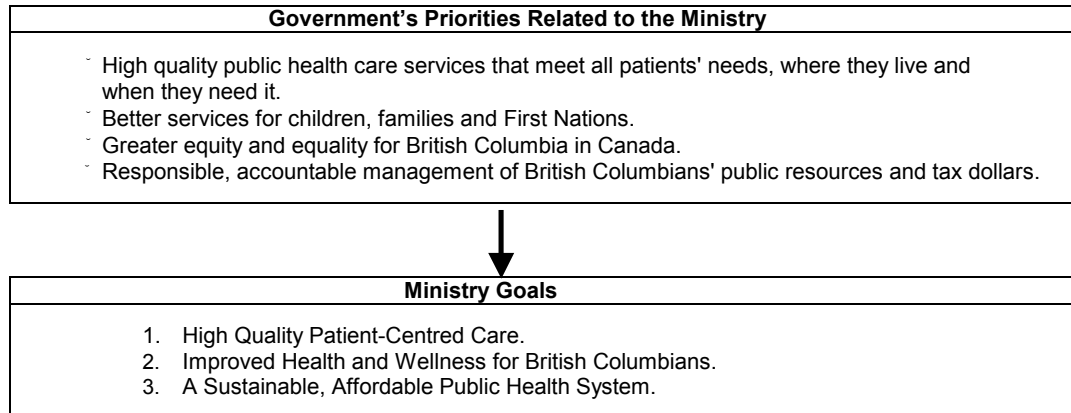 Government’s Priorities Related to the Ministry
˘ High quality public health care services that meet all patients' needs, where they live and
when they need it.
˘ Better services for children, families and First Nations.
˘ Greater equity and equality for British Columbia in Canada.
˘ Responsible, accountable management of British Columbians' public resources and tax dollars.
Ministry Goals
1. High Quality Patient-Centred Care.
2. Improved Health and Wellness for British Columbians.
3. A Sustainable, Affordable Public Health System.